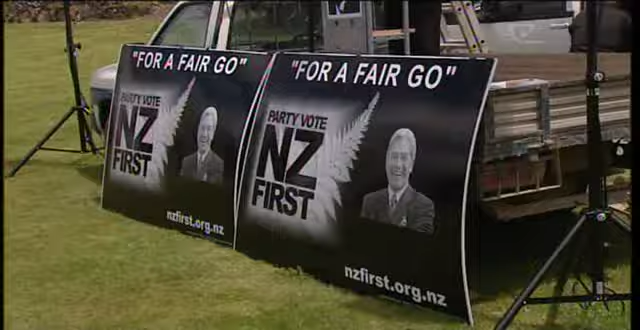 "FOR A FAIR GO"
PARTY VOTE
NZ
FIRST
nzfirst.org.nz
"FOR A FAIR GO"
PARTY VOTE
NZ
FIRST
nzfirst.org.nz